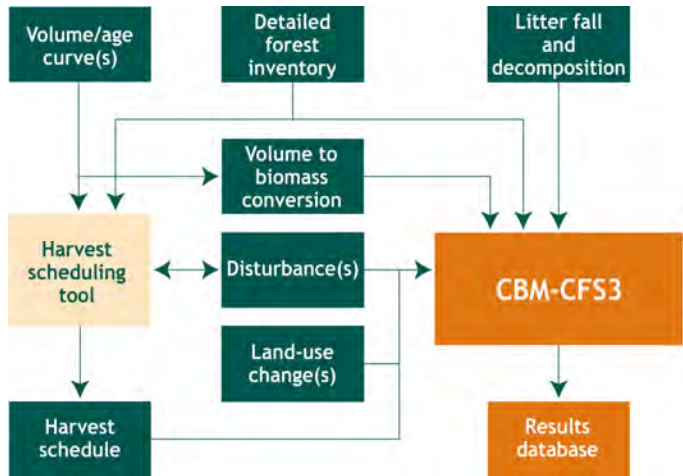 Volume/age
curve(s)
Detailed
forest
inventory
Litter fall
and
decomposition
Volume to
biomass
conversion
Harvest
scheduling
tool
Disturbance(s)
CBM-CFS3
Land-use
change(s)
Harvest
schedule
Results
database